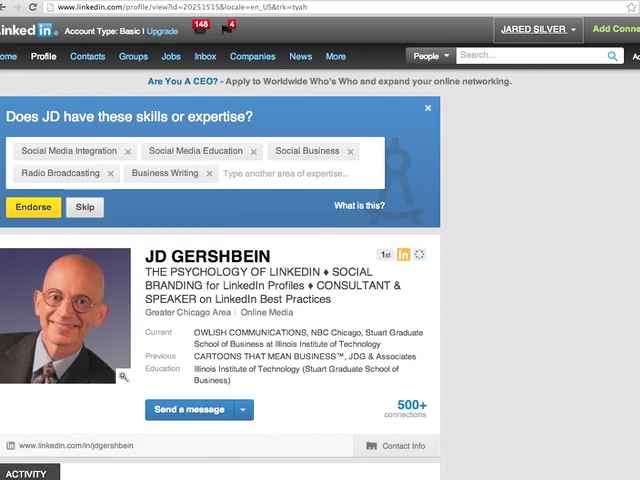 www.linkedin.com/profile/view?id=20251515&locale=en_US&trk=tyah
Linked in Account Type: Basic | Upgrade 148 4 JARED SILVER Add Conne
ome Profile Contacts Groups Jobs Inbox Companies News More People Search...
Are You A CEO? - Apply to Worldwide Who's Who and expand your online networking.
Does JD have these skills or expertise?
Social Media Integration Social Media Education Social Business
Radio Broadcasting Business Writing Type another area of expertise...
Endorse Skip What is this?
JD GERSHBEIN 1st in
THE PSYCHOLOGY OF LINKEDIN ♦ SOCIAL
BRANDING for LinkedIn Profiles ♦ CONSULTANT &
SPEAKER on LinkedIn Best Practices
Greater Chicago Area | Online Media
Current OWLISH COMMUNICATIONS, NBC Chicago, Stuart Graduate
School of Business at Illinois Institute of Technology
Previous CARTOONS THAT MEAN BUSINESS™, JDG & Associates
Education Illinois Institute of Technology (Stuart Graduate School of
Business)
Send a message 500+
connections
www.linkedin.com/in/jdgershbein Contact Info
ACTIVITY